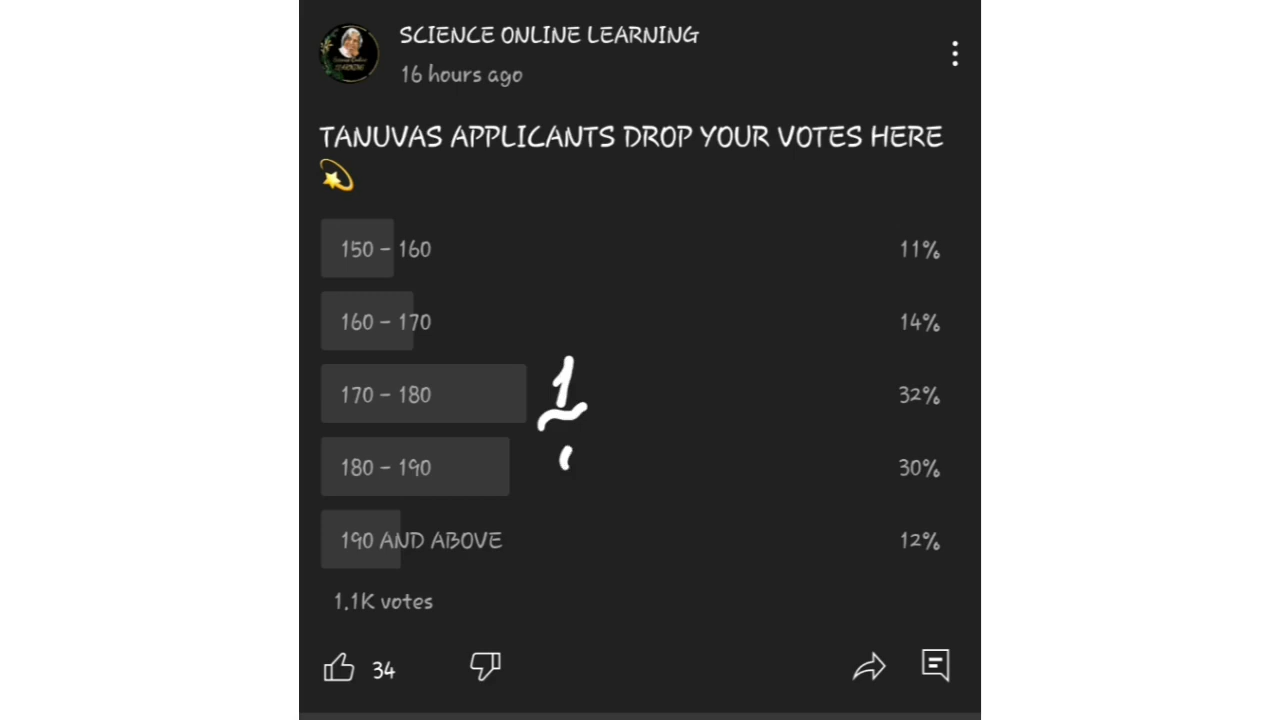 SCIENCE ONLINE LEARNING
16 hours ago
TANUVAS APPLICANTS DROP YOUR VOTES HERE
💫
150 - 160 11%
160 - 170 14%
170 - 180 32%
1
180 - 190 30%
190 AND ABOVE 12%
1.1K votes
34